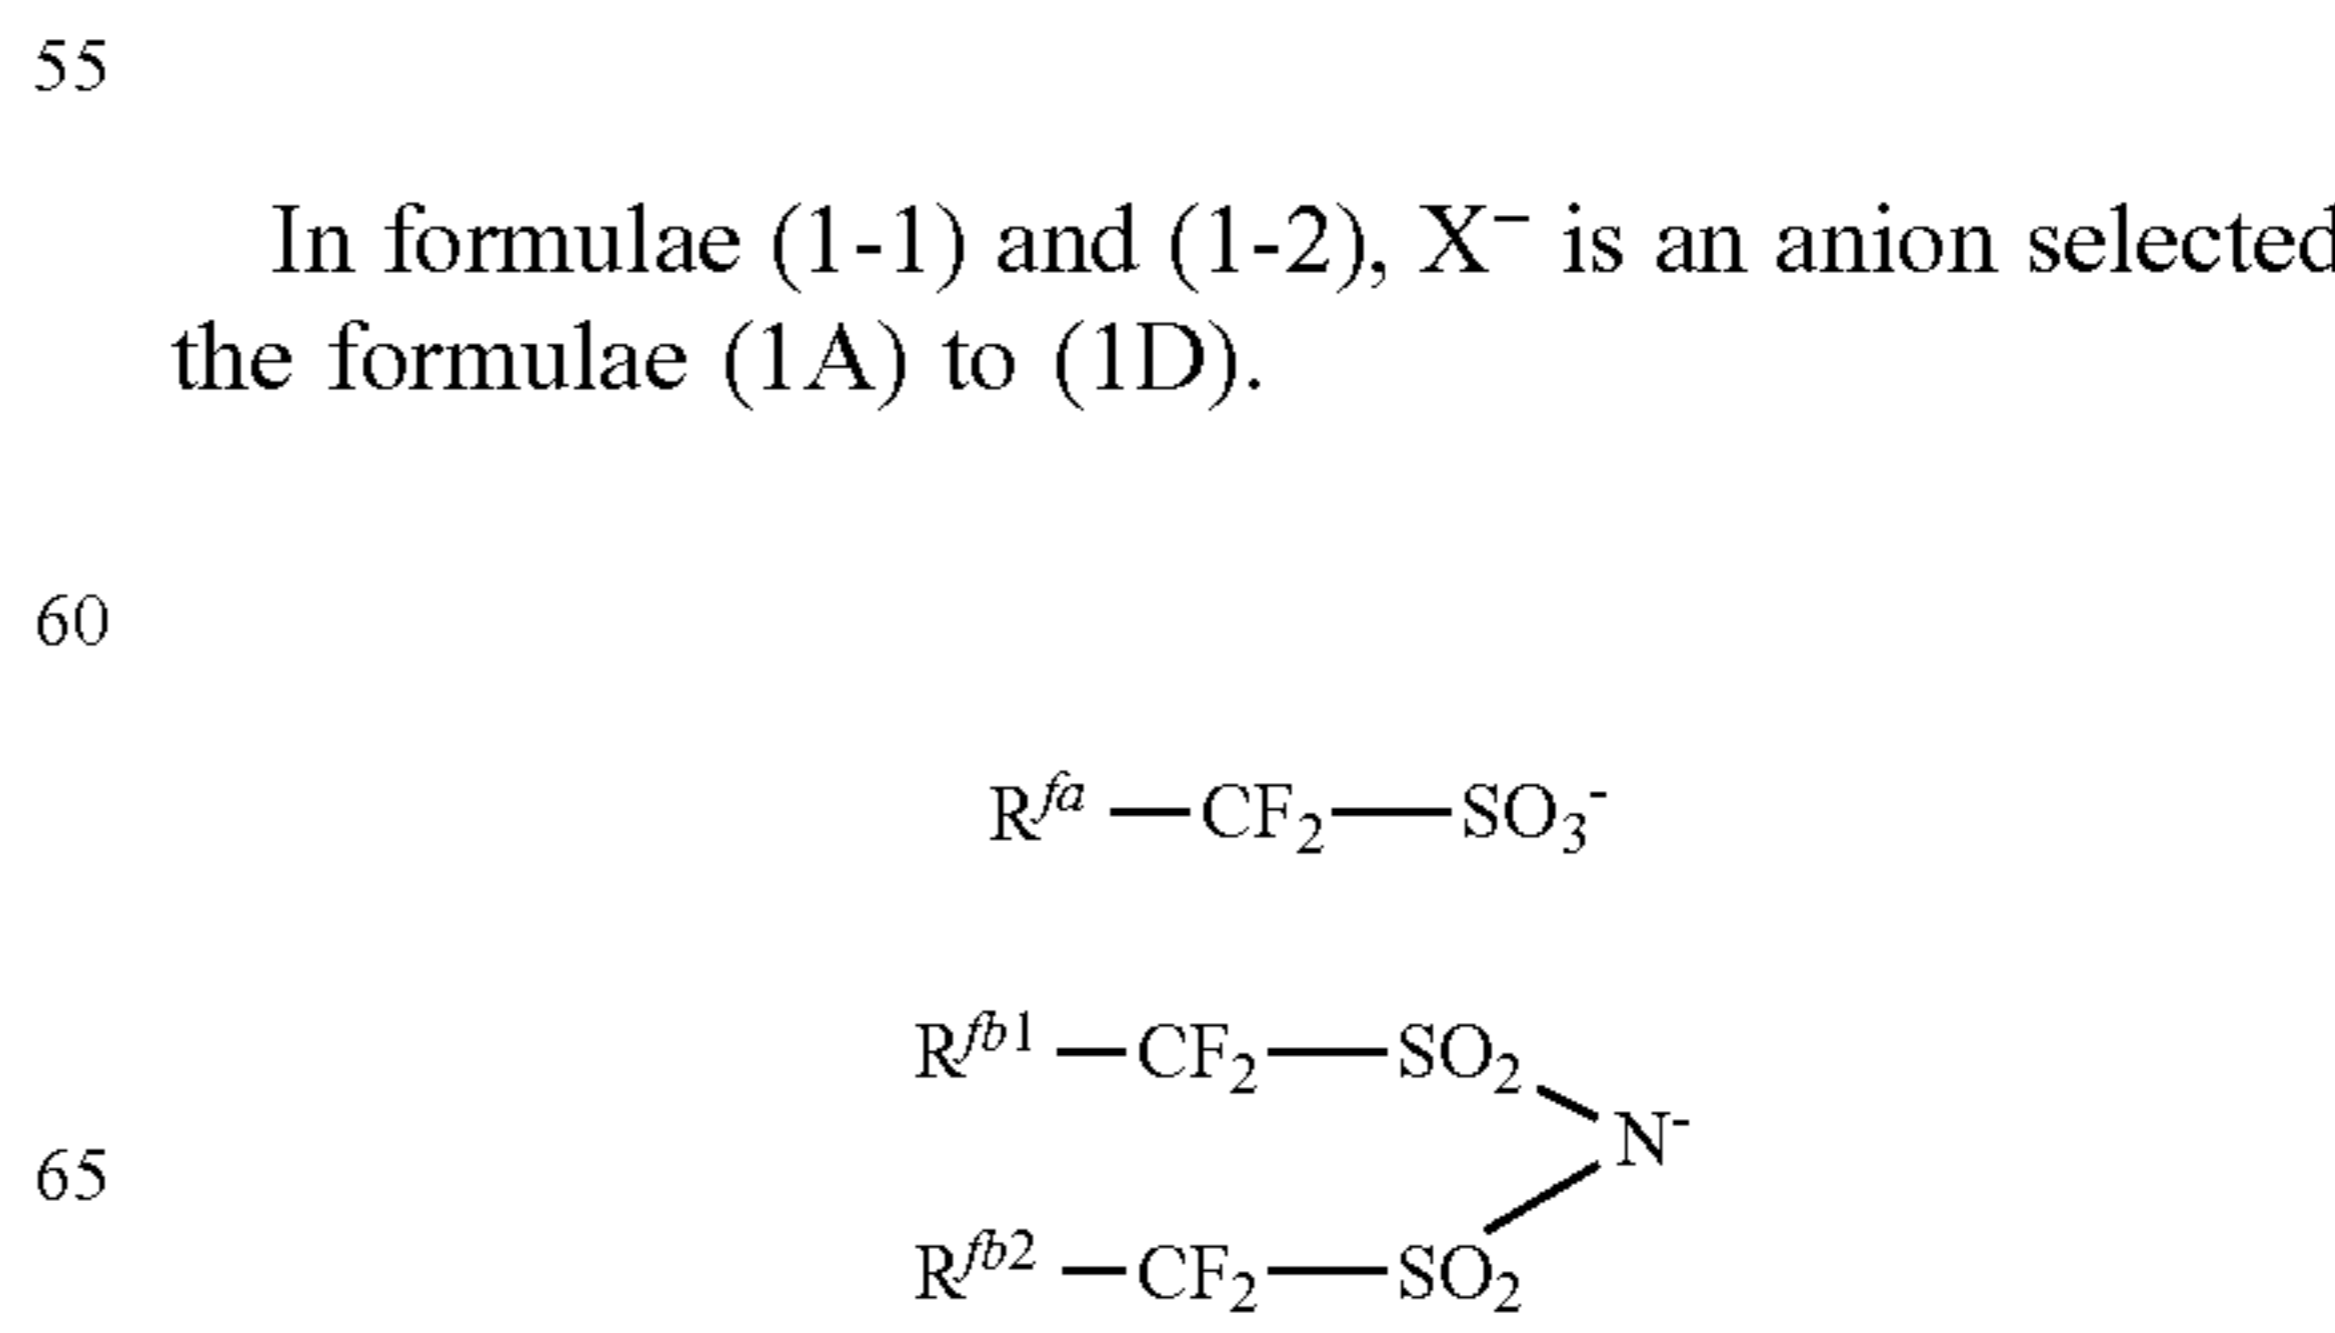 55
In formulae (1-1) and (1-2), X⁻ is an anion selected
the formulae (1A) to (1D).
60
R^fa—CF₂—SO₃⁻
R^fb1—CF₂—SO₂
N⁻
65
R^fb2—CF₂—SO₂